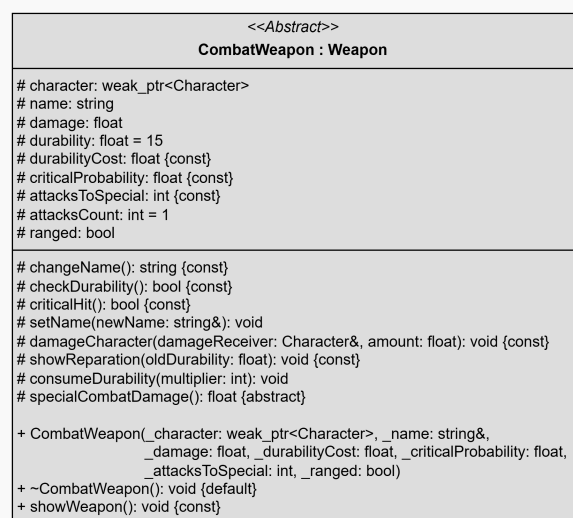 <<Abstract>>
CombatWeapon : Weapon
# character: weak_ptr<Character>
# name: string
# damage: float
# durability: float = 15
# durabilityCost: float {const}
# criticalProbability: float {const}
# attacksToSpecial: int {const}
# attacksCount: int = 1
# ranged: bool
# changeName(): string {const}
# checkDurability(): bool {const}
# criticalHit(): bool {const}
# setName(newName: string&): void
# damageCharacter(damageReceiver: Character&, amount: float): void {const}
# showReparation(oldDurability: float): void {const}
# consumeDurability(multiplier: int): void
# specialCombatDamage(): float {abstract}
+ CombatWeapon(_character: weak_ptr<Character>, _name: string&,
_damage: float, _durabilityCost: float, _criticalProbability: float,
_attacksToSpecial: int, _ranged: bool)
+ ~CombatWeapon(): void {default}
+ showWeapon(): void {const}